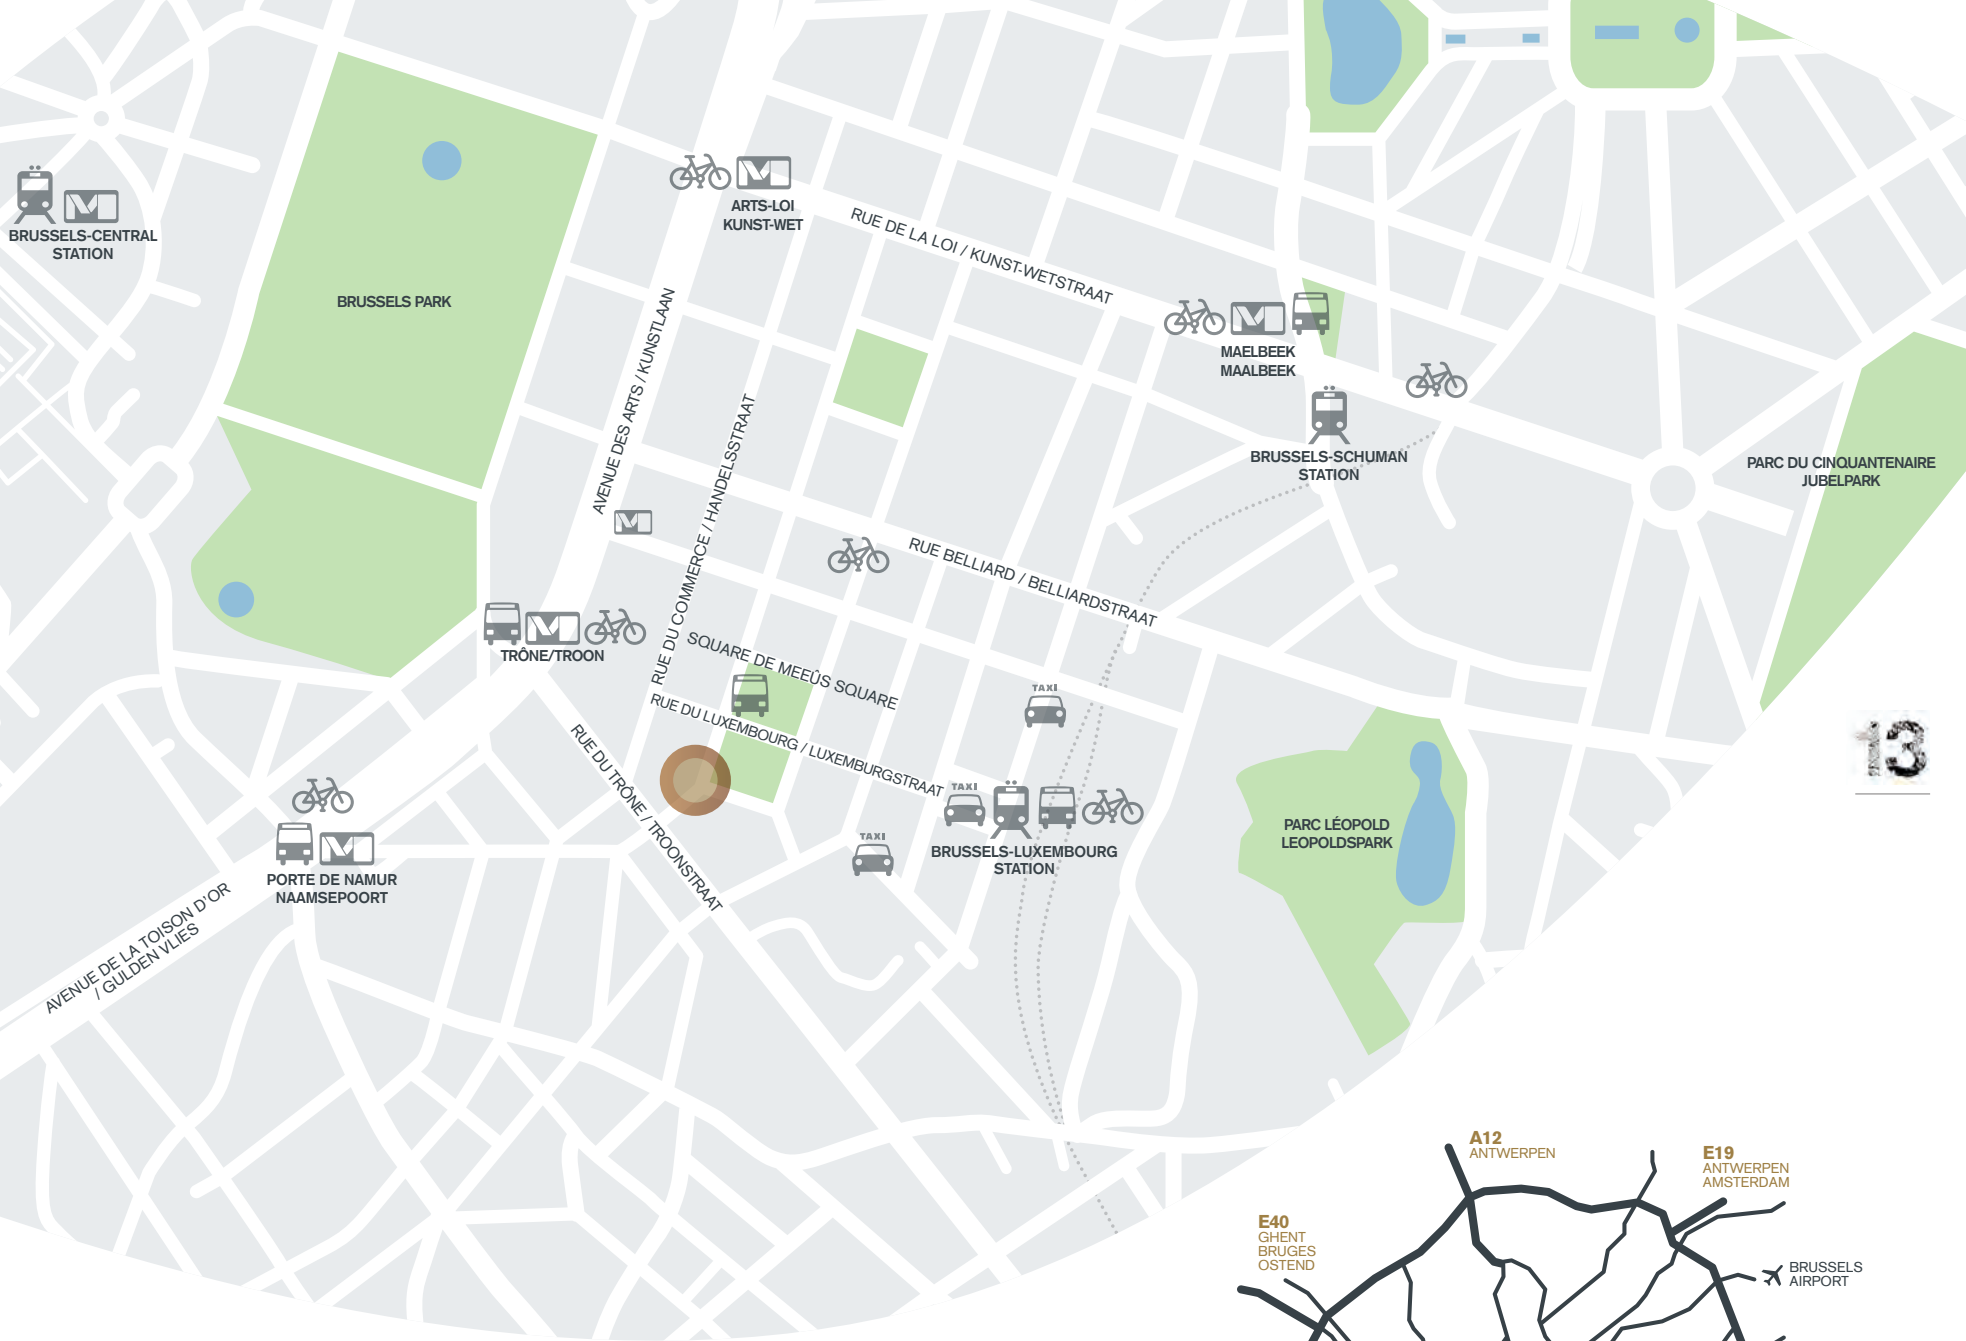 ARTS-LOI
KUNST-WET
BRUSSELS-CENTRAL
STATION
BRUSSELS PARK
RUE DE LA LOI / KUNST-WETSTRAAT
AVENUE DES ARTS / KUNSTLAAN
MAELBEEK
MAALBEEK
RUE DU COMMERCE / HANDELSSTRAAT
BRUSSELS-SCHUMAN
STATION
PARC DU CINQUANTENAIRE
JUBELPARK
RUE BELLIARD / BELLIARDSTRAAT
TRÔNE/TROON
SQUARE DE MEEÛS SQUARE
RUE DU LUXEMBOURG / LUXEMBURGSTRAAT
TAXI
RUE DU TRÔNE / TROONSTRAAT
13
TAXI
TAXI
BRUSSELS-LUXEMBOURG
STATION
PARC LÉOPOLD
LEOPOLDSPARK
PORTE DE NAMUR
NAAMSEPOORT
AVENUE DE LA TOISON D'OR
/ GULDEN VLIES
A12
ANTWERPEN
E19
ANTWERPEN
AMSTERDAM
E40
GHENT
BRUGES
OSTEND
BRUSSELS
AIRPORT